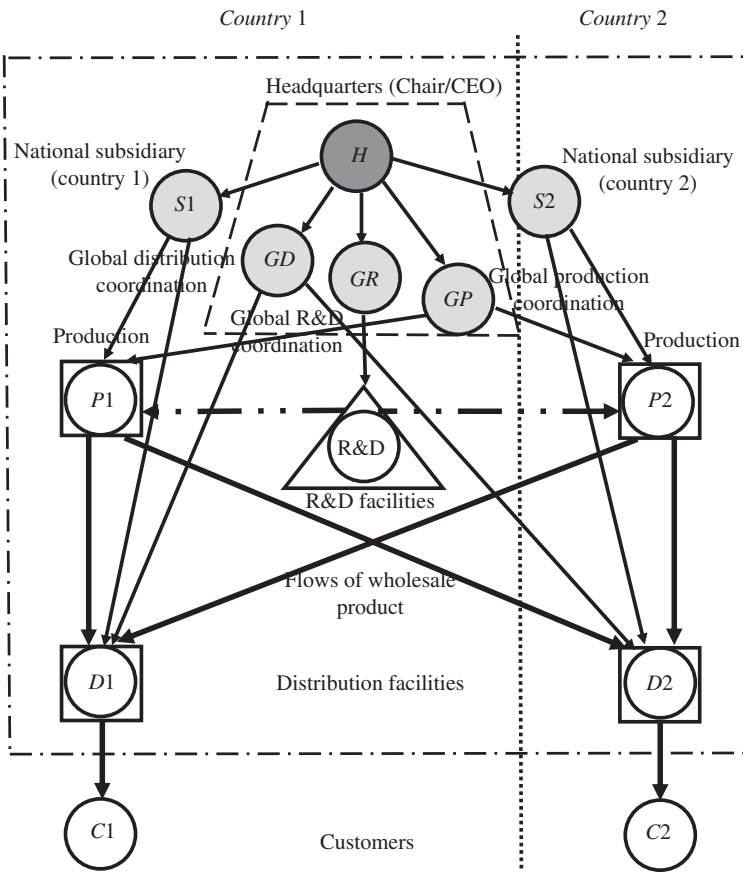 Country 1
Country 2
Headquarters (Chair/CEO)
National subsidiary
(country 1)
H
National subsidiary
(country 2)
S1
S2
Global distribution
coordination
GD
GR
GP
Global production
coordination
Global R&D
coordination
Production
Production
P1
P2
R&D
R&D facilities
Flows of wholesale
product
D1
Distribution facilities
D2
C1
Customers
C2